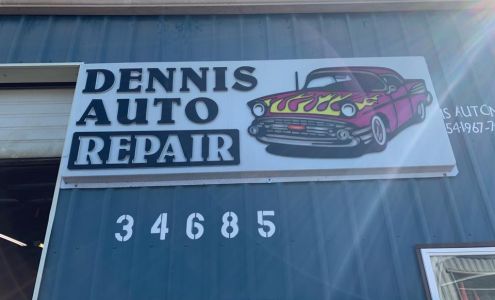 DENNIS
AUTO
REPAIR
34685